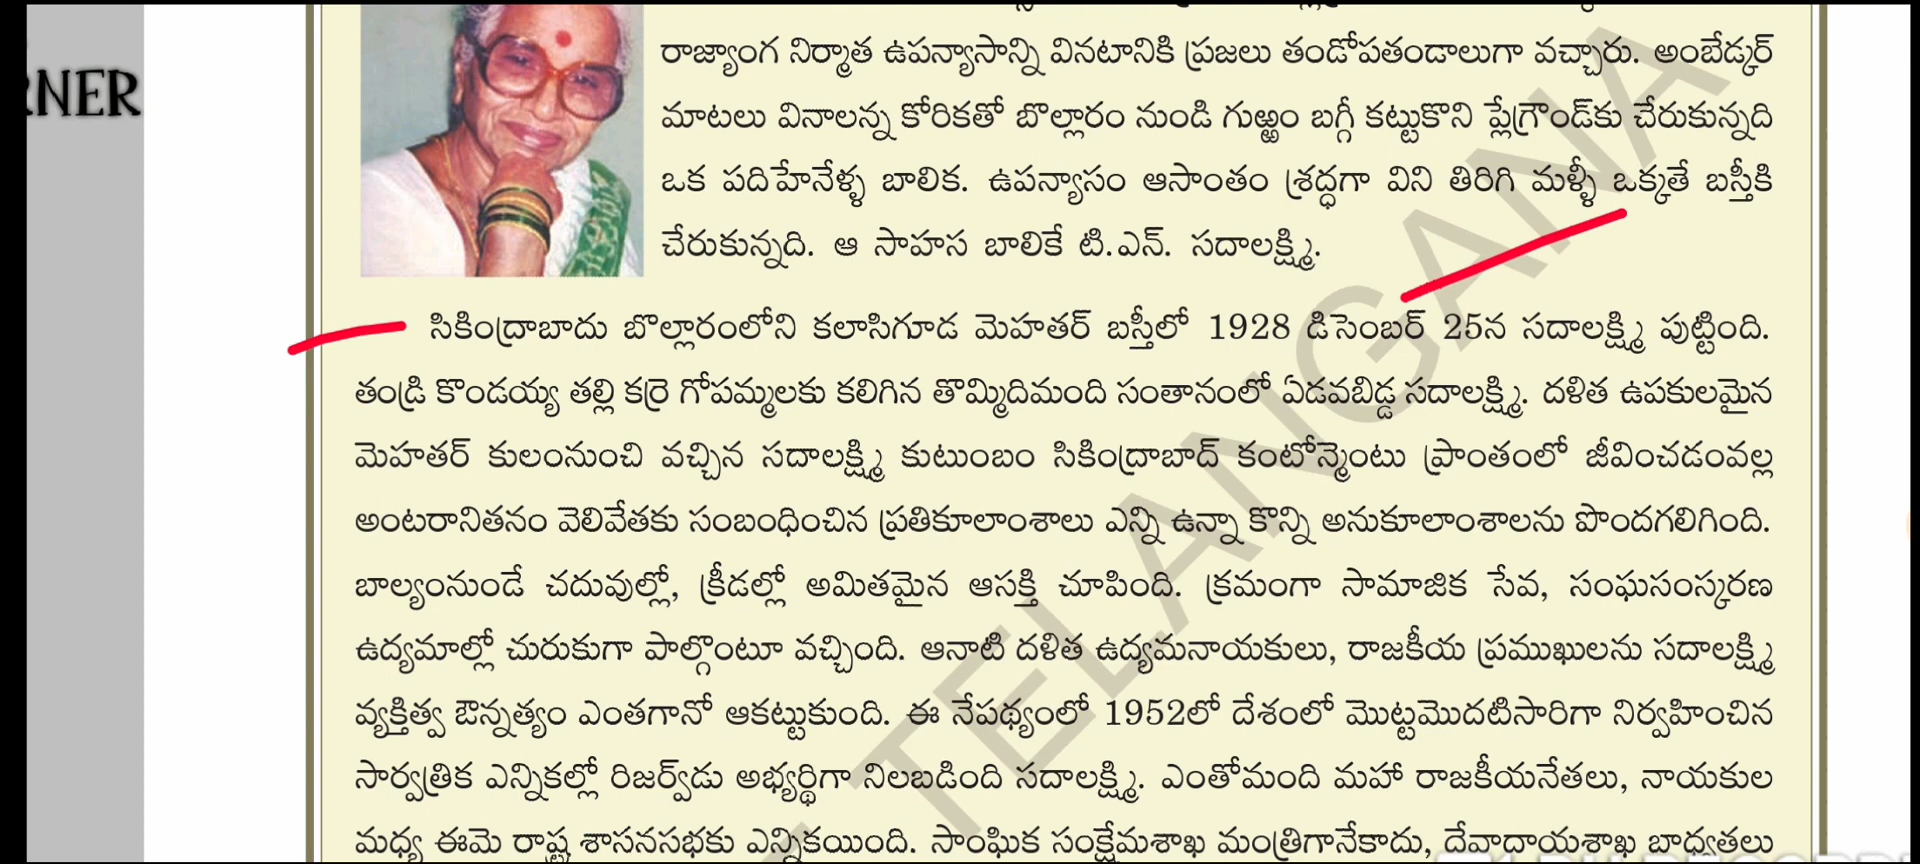 RNER
రాజ్యాంగ నిర్మాత ఉపన్యాసాన్ని వినటానికి ప్రజలు తండోపతండాలుగా వచ్చారు. అంబేడ్కర్
మాటలు వినాలన్న కోరికతో బొల్లారం నుండి గుఱ్ఱం బగ్గీ కట్టుకొని ప్లేగ్రౌండ్‌కు చేరుకున్నది
ఒక పదిహేనేళ్ళ బాలిక. ఉపన్యాసం ఆసాంతం శ్రద్ధగా విని తిరిగి మళ్ళీ ఒక్కతే బస్తీకి
చేరుకున్నది. ఆ సాహస బాలికే టి.ఎన్. సదాలక్ష్మి.
సికింద్రాబాదు బొల్లారంలోని కలాసిగూడ మెహతర్ బస్తీలో 1928 డిసెంబర్ 25న సదాలక్ష్మి పుట్టింది.
తండ్రి కొండయ్య తల్లి కర్రె గోపమ్మలకు కలిగిన తొమ్మిదిమంది సంతానంలో ఏడవబిడ్డ సదాలక్ష్మి. దళిత ఉపకులమైన
మెహతర్ కులంనుంచి వచ్చిన సదాలక్ష్మి కుటుంబం సికింద్రాబాద్ కంటోన్మెంటు ప్రాంతంలో జీవించడంవల్ల
అంటరానితనం వెలివేతకు సంబంధించిన ప్రతికూలాంశాలు ఎన్ని ఉన్నా కొన్ని అనుకూలాంశాలను పొందగలిగింది.
బాల్యంనుండే చదువుల్లో, క్రీడల్లో అమితమైన ఆసక్తి చూపింది. క్రమంగా సామాజిక సేవ, సంఘసంస్కరణ
ఉద్యమాల్లో చురుకుగా పాల్గొంటూ వచ్చింది. ఆనాటి దళిత ఉద్యమనాయకులు, రాజకీయ ప్రముఖులను సదాలక్ష్మి
వ్యక్తిత్వ ఔన్నత్యం ఎంతగానో ఆకట్టుకుంది. ఈ నేపథ్యంలో 1952లో దేశంలో మొట్టమొదటిసారిగా నిర్వహించిన
సార్వత్రిక ఎన్నికల్లో రిజర్వ్‌డు అభ్యర్థిగా నిలబడింది సదాలక్ష్మి. ఎంతోమంది మహా రాజకీయనేతలు, నాయకుల
మధ్య ఈమె రాష్ట్ర శాసనసభకు ఎన్నికయింది. సాంఘిక సంక్షేమశాఖ మంత్రిగానేకాదు, దేవాదాయశాఖ బాధ్యతలు
TELANGANA